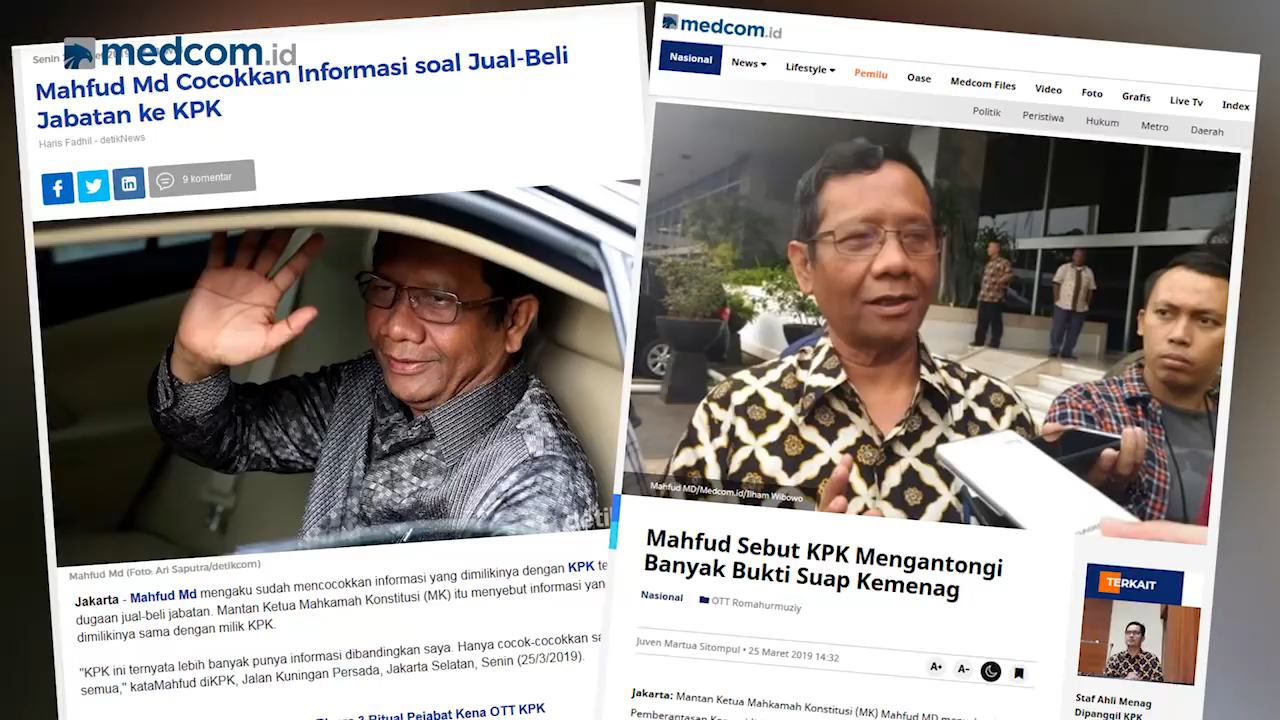 medcom.id
Senin
Mahfud Md Cocokkan Informasi soal Jual-Beli
Jabatan ke KPK
Haris Fadhil - detikNews
9 komentar
detik
Mahfud Md (Foto: Ari Saputra/detikcom)
Jakarta - Mahfud Md mengaku sudah mencocokkan informasi yang dimilikinya dengan KPK
dugaan jual-beli jabatan. Mantan Ketua Mahkamah Konstitusi (MK) itu menyebut informasi
dimilikinya sama dengan milik KPK.
"KPK ini ternyata lebih banyak punya informasi dibandingkan saya. Hanya cocok-cocokkan
semua," kataMahfud diKPK, Jalan Kuningan Persada, Jakarta Selatan, Senin (25/3/2019).
Ritual Pejabat Kena OTT KPK
medcom.id
Nasional News Lifestyle Pemilu Oase Medcom Files Video Foto Grafis Live Tv Index
Politik Peristiwa Hukum Metro Daerah
Mahfud MD/Medcom.id/Ilham Wibowo
Mahfud Sebut KPK Mengantongi
Banyak Bukti Suap Kemenag
Nasional OTT Romahurmuziy
Juven Martua Sitompul • 25 Maret 2019 14:32
A+ A-
Jakarta: Mantan Ketua Mahkamah Konstitusi (MK) Mahfud MD
Pemberantasan
TERKAIT
Staf Ahli Menag
Dipanggil KPK